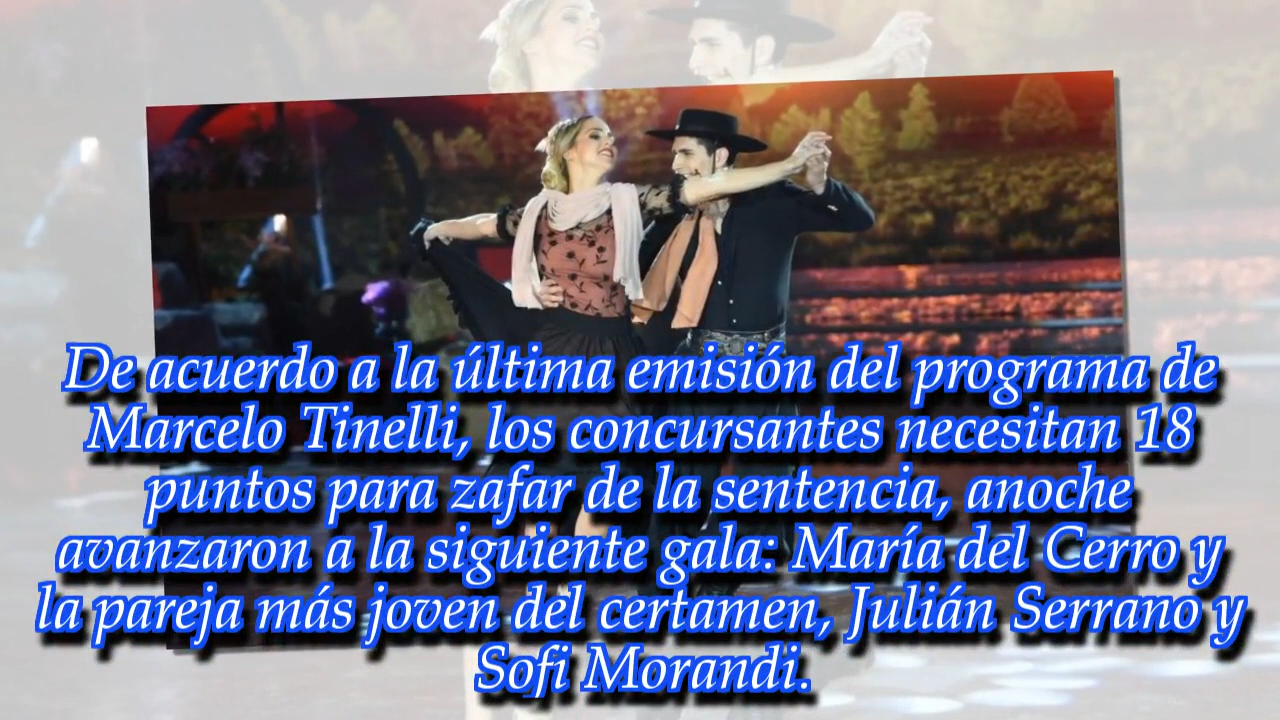 De acuerdo a la última emisión del programa de
Marcelo Tinelli, los concursantes necesitan 18
puntos para zafar de la sentencia, anoche
avanzaron a la siguiente gala: María del Cerro y
la pareja más joven del certamen, Julián Serrano y
Sofi Morandi.